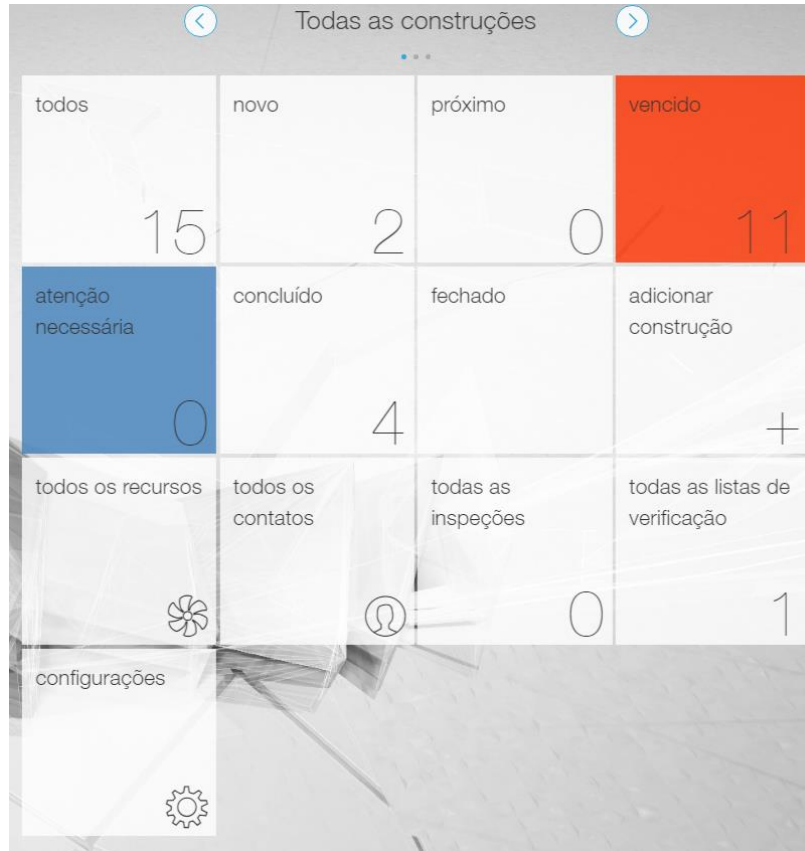 Todas as construções
todos
novo
próximo
vencido
15
2
0
11
atenção
necessária
concluído
fechado
adicionar
construção
0
4
+
todos os recursos
todos os
contatos
todas as
inspeções
todas as listas de
verificação
0
1
configurações